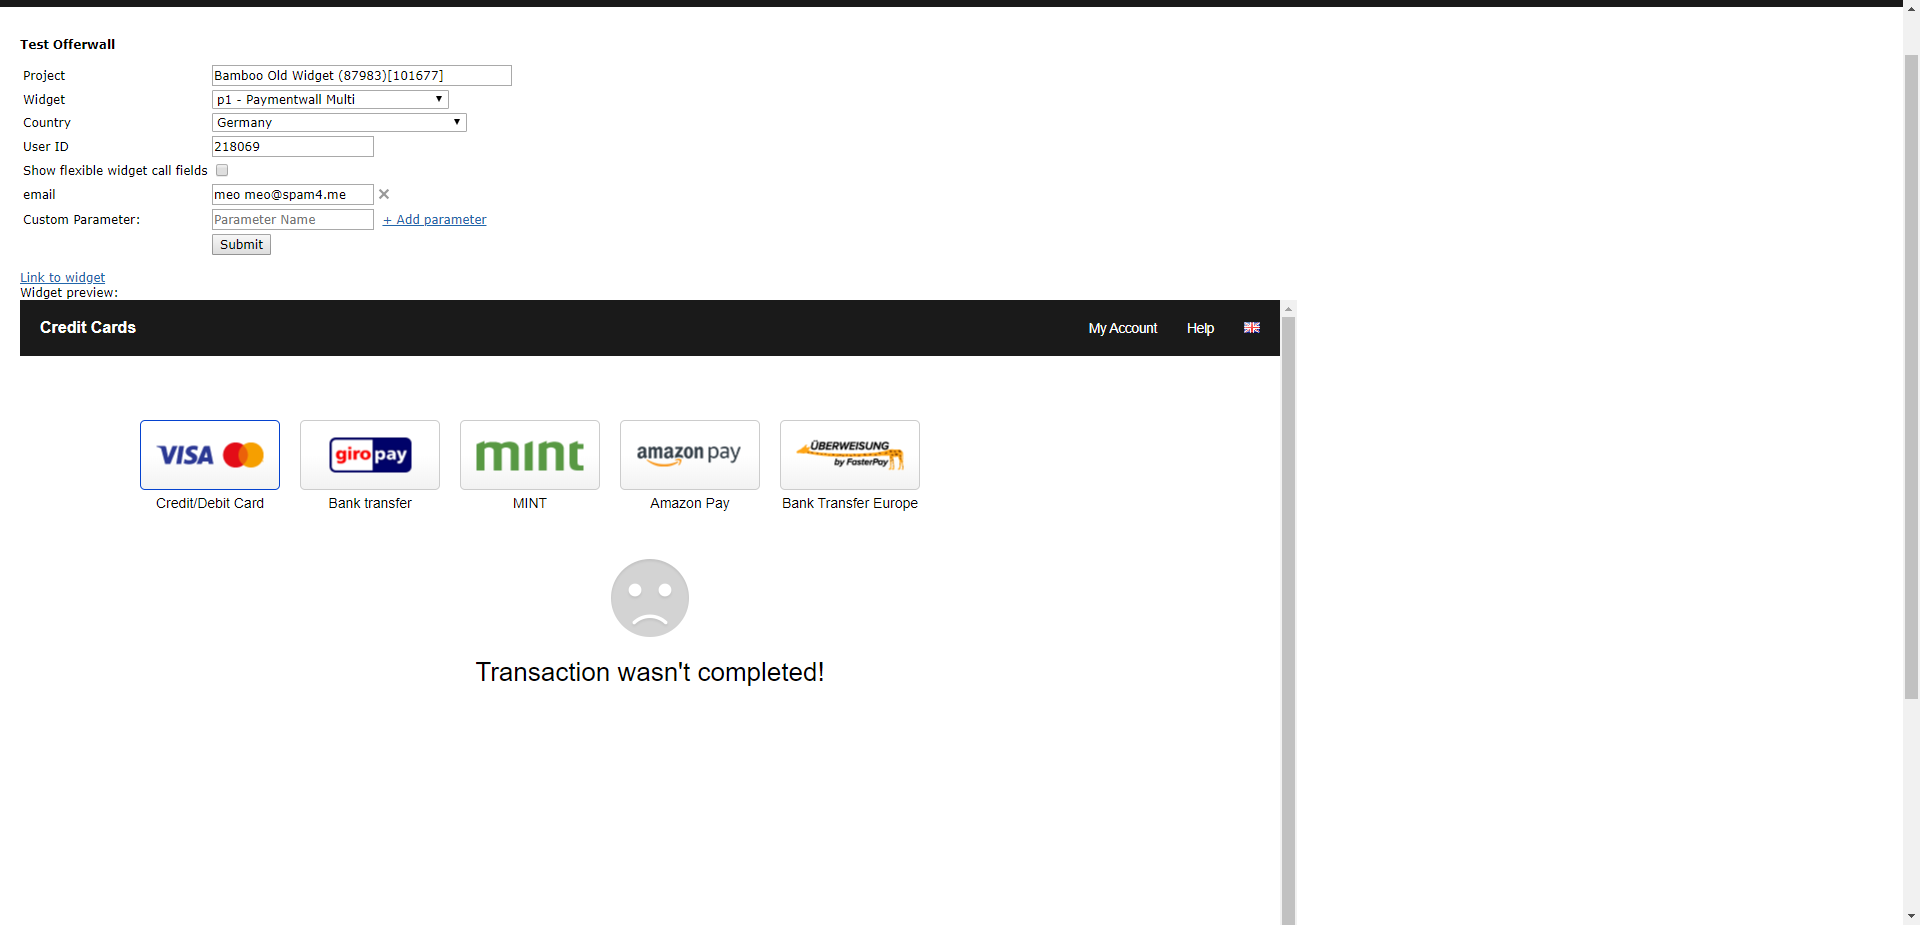 Test Offerwall
Project Bamboo Old Widget (87983)[101677]
Widget p1 - Paymentwall Multi
Country Germany
User ID 218069
Show flexible widget call fields
email meo meo@spam4.me
Custom Parameter: Parameter Name + Add parameter
Submit
Link to widget
Widget preview:
Credit Cards My Account Help
VISA giropay mint amazon pay ÜBERWEISUNG by FasterPay
Credit/Debit Card Bank transfer MINT Amazon Pay Bank Transfer Europe
Transaction wasn't completed!